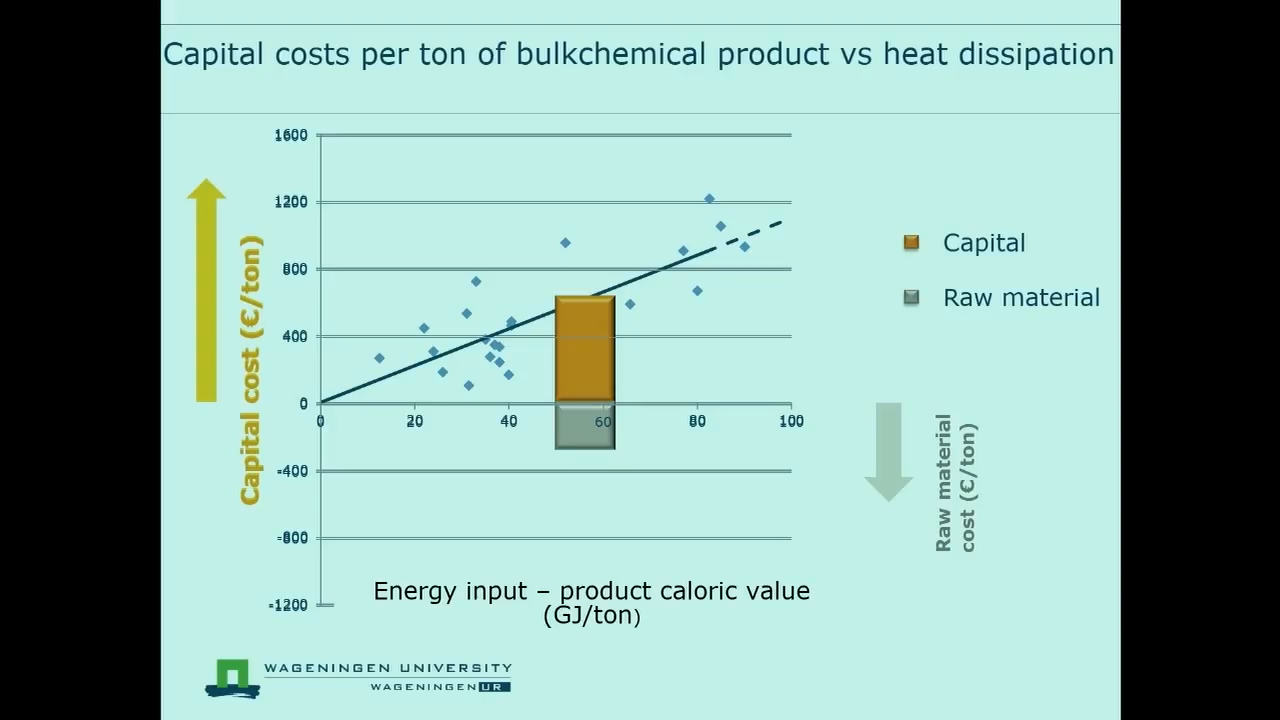 Capital costs per ton of bulkchemical product vs heat dissipation
1600
1200
800
400
0
-400
-800
-1200
0 20 40 60 80 100
Capital cost (€/ton)
Capital
Raw material
Raw material
cost (€/ton)
Energy input – product caloric value
(GJ/ton)
WAGENINGEN UNIVERSITY
WAGENINGEN UR